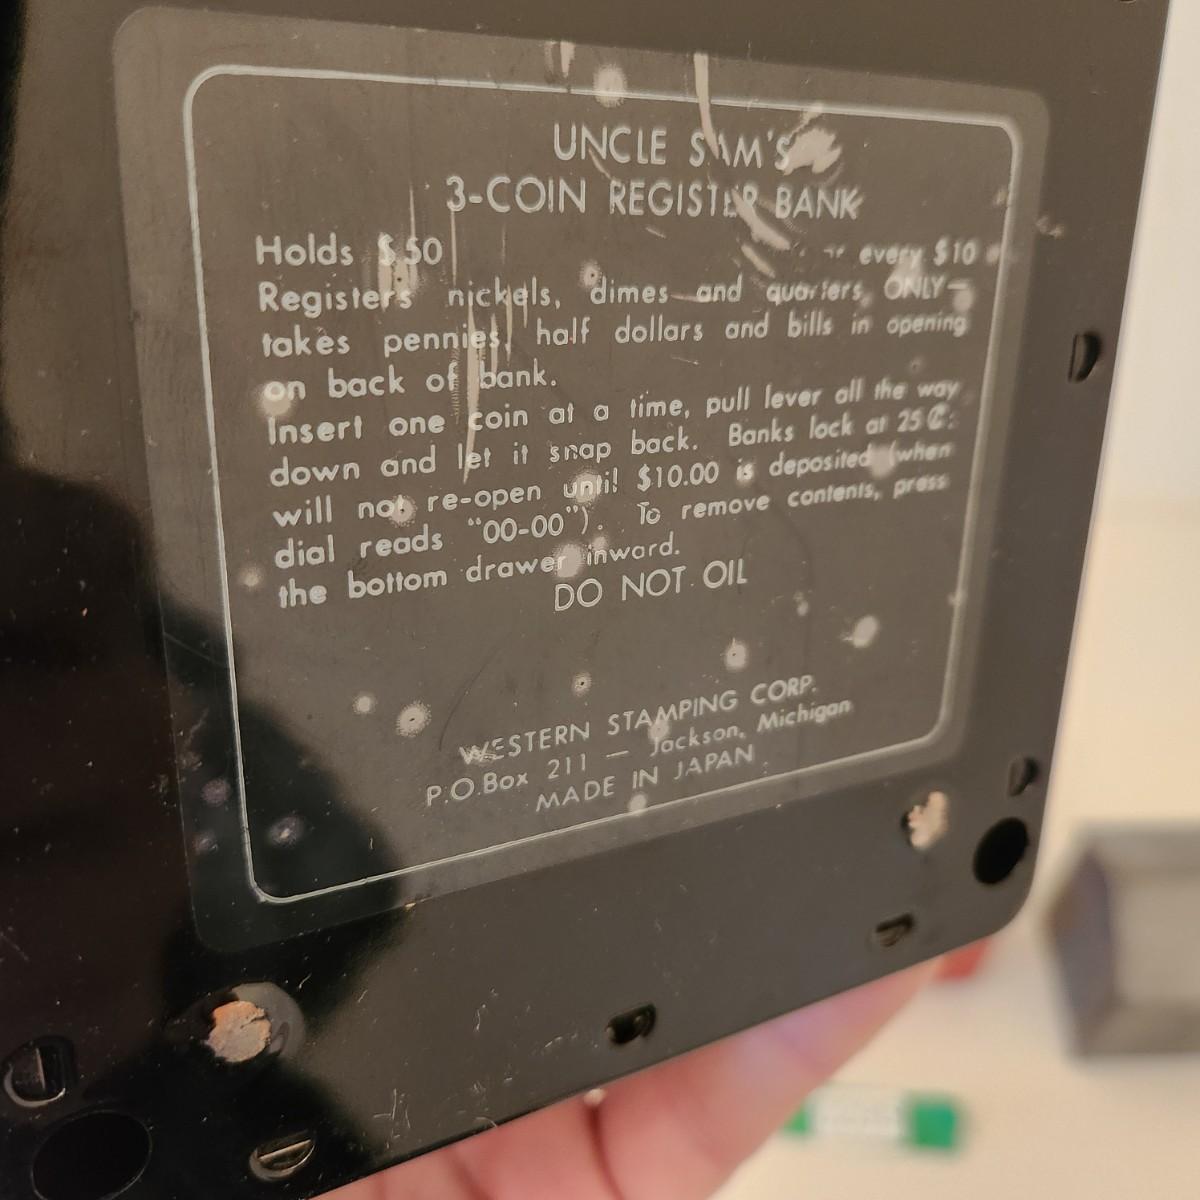 UNCLE SAM'S
3-COIN REGISTER BANK
Holds $50 every $10
Registers nickels, dimes and quarters ONLY—
takes pennies, half dollars and bills in opening
on back of bank.
Insert one coin at a time, pull lever all the way
down and let it snap back. Banks lock at 25¢:
will not re-open until $10.00 is deposited (when
dial reads "00-00"). To remove contents, press
the bottom drawer inward.
DO NOT OIL
WESTERN STAMPING CORP.
P.O.Box 211 — Jackson, Michigan
MADE IN JAPAN